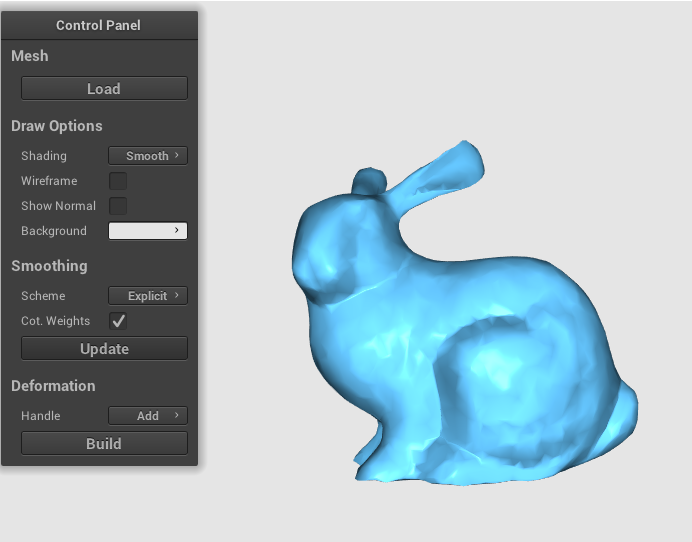 Control Panel
Mesh
Load
Draw Options
Shading Smooth
Wireframe
Show Normal
Background
Smoothing
Scheme Explicit
Cot. Weights
Update
Deformation
Handle Add
Build